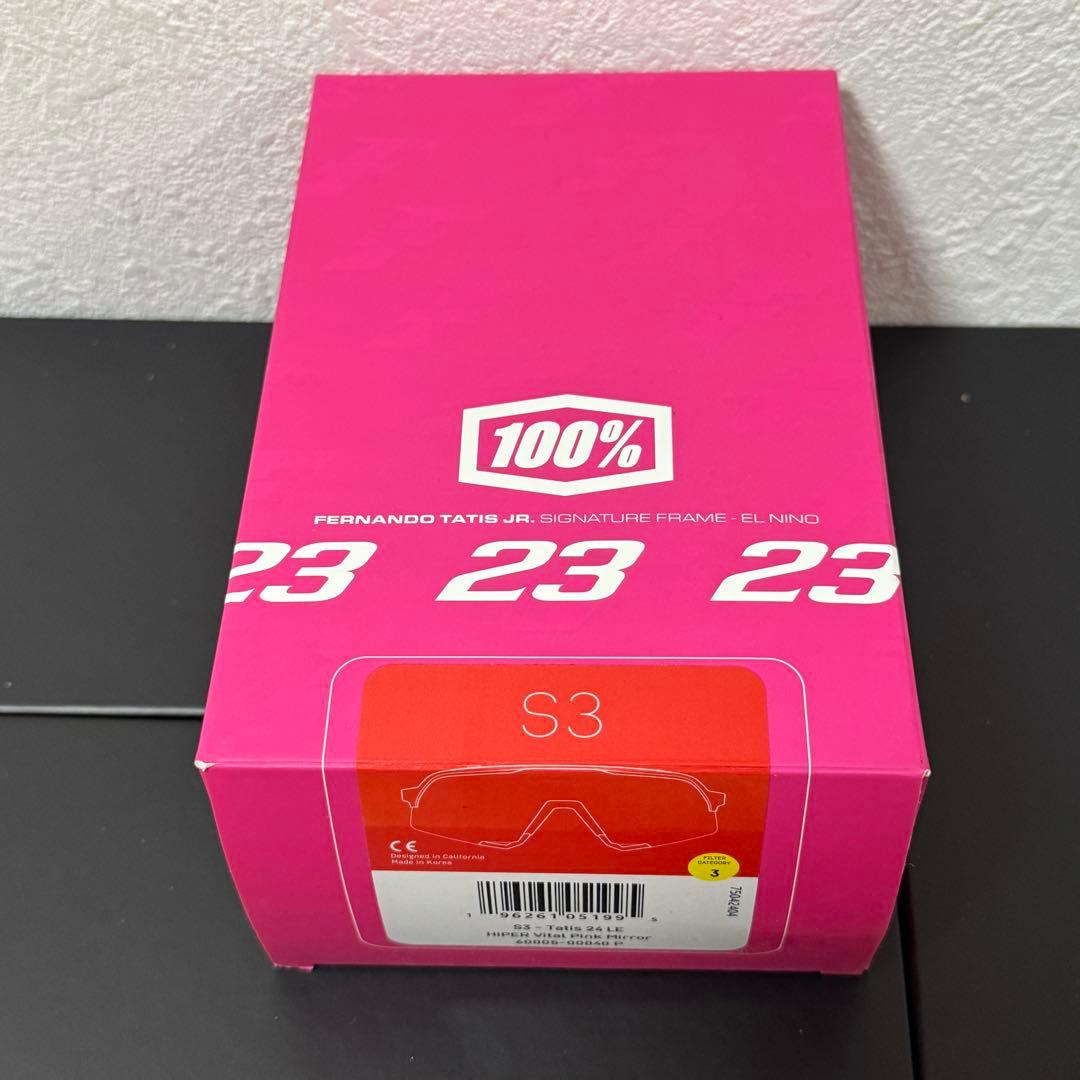 100%
FERNANDO TATIS JR. SIGNATURE FRAME - EL NINO
23 23 23
S3
CE
Designed in California
Made in Korea
FILTER
CATEGORY
3
75042404
1 96261 05199 5
S3 - Tatis 24 LE
HiPER Vital Pink Mirror
60005-00040 P